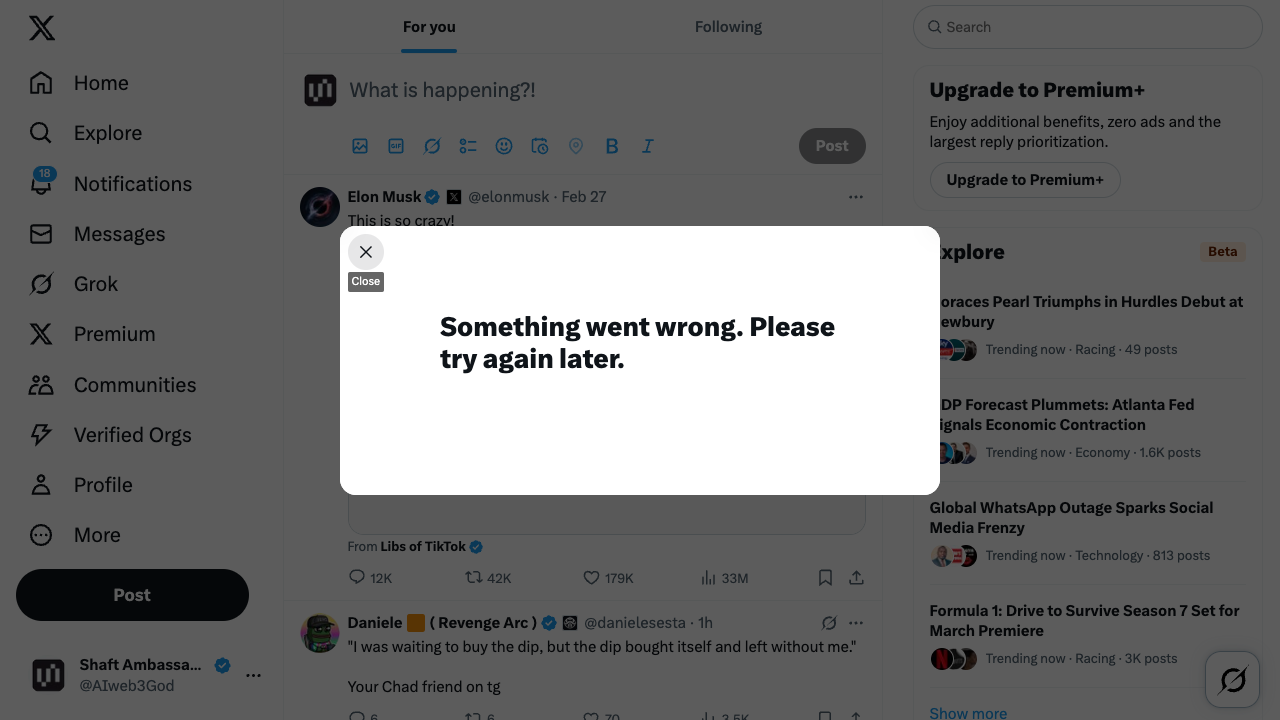 Home
Explore
18
Notifications
Messages
Grok
Premium
Communities
Verified Orgs
Profile
More
Post
Shaft Ambassa...
@AIweb3God
For you
Following
What is happening?!
GIF
B
I
Post
Elon Musk @elonmusk · Feb 27
This is so crazy!
Close
Something went wrong. Please
try again later.
From Libs of TikTok
12K 42K 179K 33M
Daniele ( Revenge Arc ) @danielesesta · 1h
"I was waiting to buy the dip, but the dip bought itself and left without me."
Your Chad friend on tg
6 6 70 3.5K
Search
Upgrade to Premium+
Enjoy additional benefits, zero ads and the
largest reply prioritization.
Upgrade to Premium+
xplore
Beta
oraces Pearl Triumphs in Hurdles Debut at
ewbury
Trending now · Racing · 49 posts
DP Forecast Plummets: Atlanta Fed
ignals Economic Contraction
Trending now · Economy · 1.6K posts
Global WhatsApp Outage Sparks Social
Media Frenzy
Trending now · Technology · 813 posts
Formula 1: Drive to Survive Season 7 Set for
March Premiere
Trending now · Racing · 3K posts
Show more